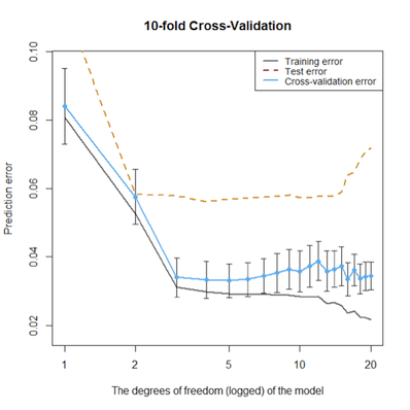 10-fold Cross-Validation
Training error
Test error
Cross-validation error
0.10
0.08
0.06
0.04
0.02
Prediction error
1
2
5
10
20
The degrees of freedom (logged) of the model